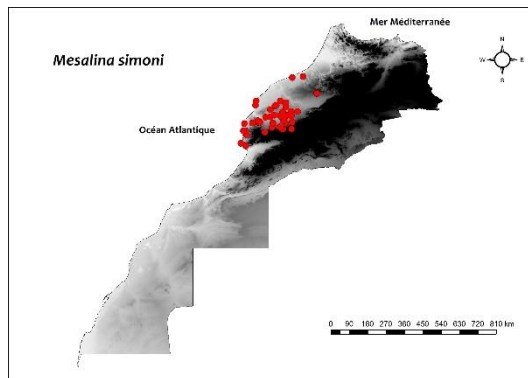 Mer Méditerranée
Mesalina simoni
N
W E
S
Océan Atlantique
0 90 180 270 360 450 540 630 720 810 km